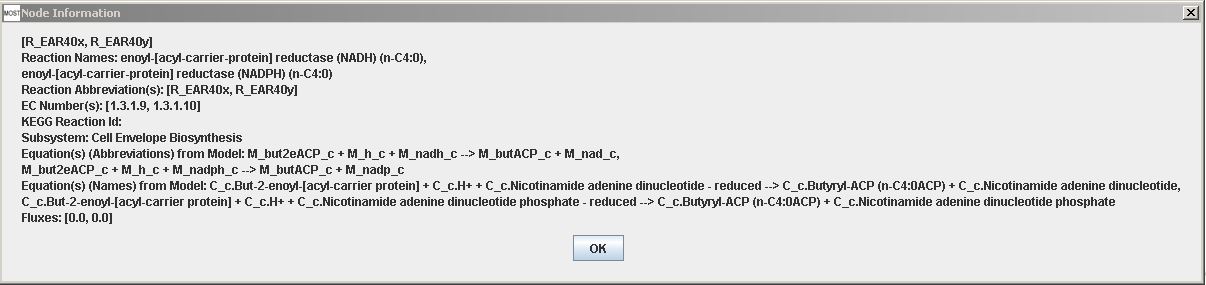 MOST Node Information
[R_EAR40x, R_EAR40y]
Reaction Names: enoyl-[acyl-carrier-protein] reductase (NADH) (n-C4:0),
enoyl-[acyl-carrier-protein] reductase (NADPH) (n-C4:0)
Reaction Abbreviation(s): [R_EAR40x, R_EAR40y]
EC Number(s): [1.3.1.9, 1.3.1.10]
KEGG Reaction Id:
Subsystem: Cell Envelope Biosynthesis
Equation(s) (Abbreviations) from Model: M_but2eACP_c + M_h_c + M_nadh_c --> M_butACP_c + M_nad_c,
M_but2eACP_c + M_h_c + M_nadph_c --> M_butACP_c + M_nadp_c
Equation(s) (Names) from Model: C_c.But-2-enoyl-[acyl-carrier protein] + C_c.H+ + C_c.Nicotinamide adenine dinucleotide - reduced --> C_c.Butyryl-ACP (n-C4:0ACP) + C_c.Nicotinamide adenine dinucleotide,
C_c.But-2-enoyl-[acyl-carrier protein] + C_c.H+ + C_c.Nicotinamide adenine dinucleotide phosphate - reduced --> C_c.Butyryl-ACP (n-C4:0ACP) + C_c.Nicotinamide adenine dinucleotide phosphate
Fluxes: [0.0, 0.0]
OK